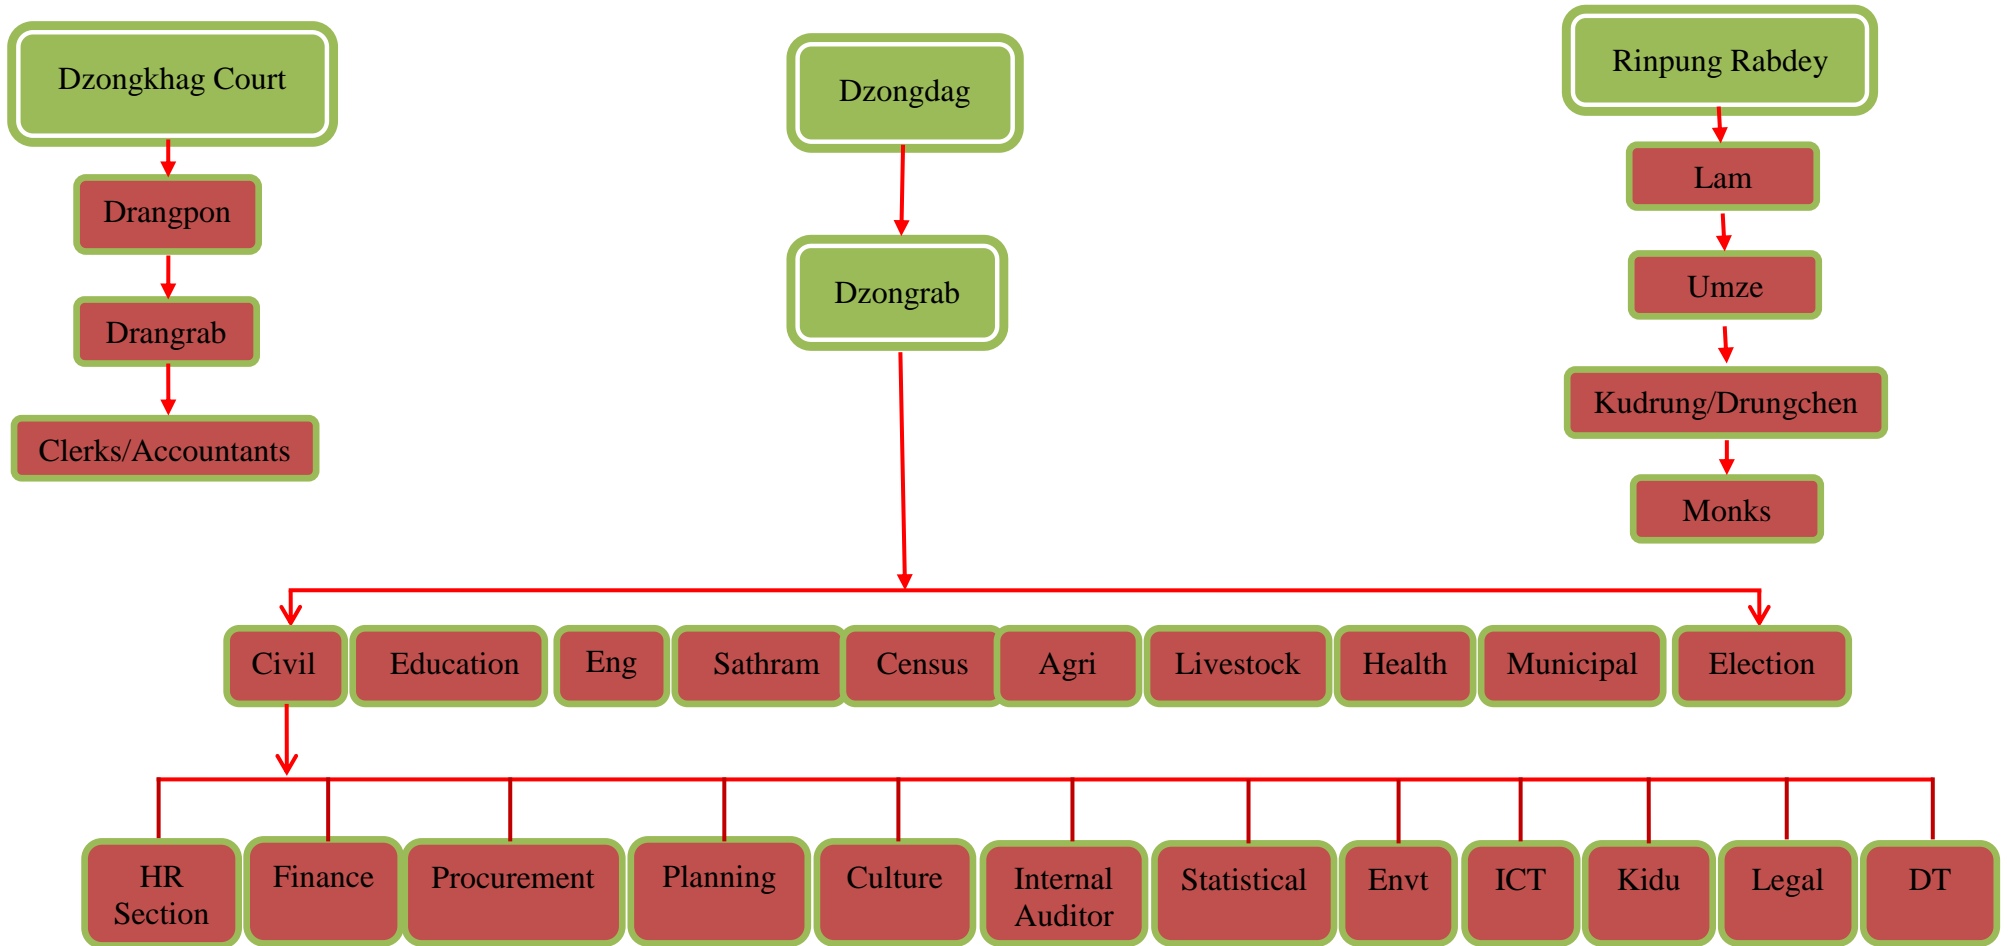 Dzongkhag Court
Dzongdag
Rinpung Rabdey
Drangpon
Lam
Drangrab
Dzongrab
Umze
Clerks/Accountants
Kudrung/Drungchen
Monks
Civil
Education
Eng
Sathram
Census
Agri
Livestock
Health
Municipal
Election
HR
Section
Finance
Procurement
Planning
Culture
Internal
Auditor
Statistical
Envt
ICT
Kidu
Legal
DT